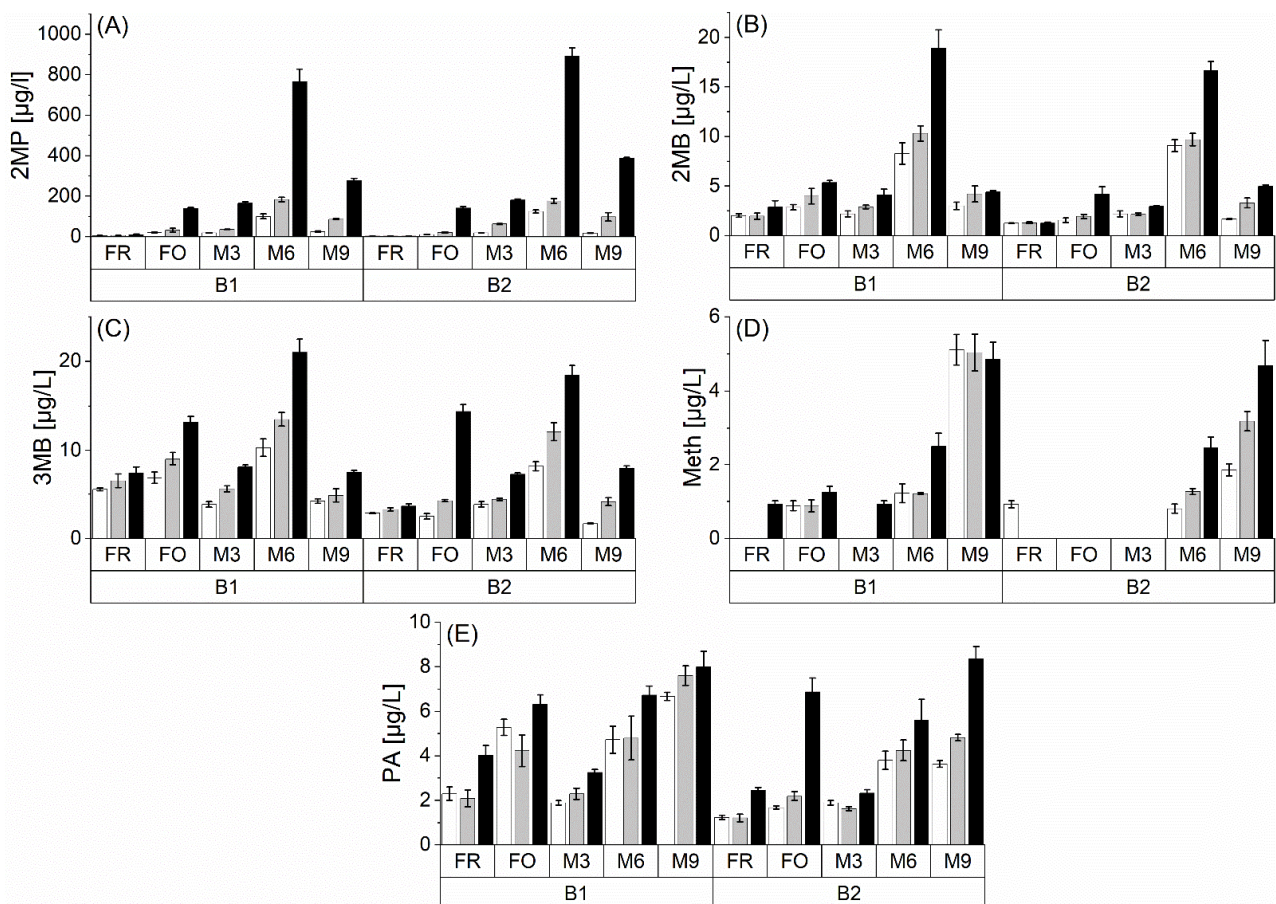 (A)
2MP [µg/l]
1000
800
600
400
200
0
FR FO M3 M6 M9 FR FO M3 M6 M9
B1 B2
(B)
2MB [µg/L]
20
15
10
5
0
FR FO M3 M6 M9 FR FO M3 M6 M9
B1 B2
(C)
3MB [µg/L]
20
10
0
FR FO M3 M6 M9 FR FO M3 M6 M9
B1 B2
(D)
Meth [µg/L]
6
4
2
0
FR FO M3 M6 M9 FR FO M3 M6 M9
B1 B2
(E)
PA [µg/L]
10
8
6
4
2
0
FR FO M3 M6 M9 FR FO M3 M6 M9
B1 B2